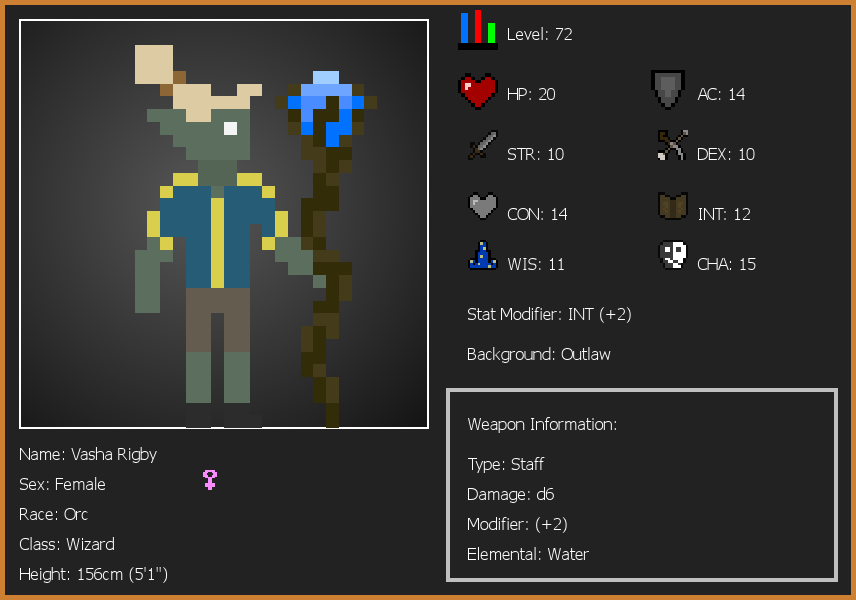 Level: 72
HP: 20
AC: 14
STR: 10
DEX: 10
CON: 14
INT: 12
WIS: 11
CHA: 15
Stat Modifier: INT (+2)
Background: Outlaw
Weapon Information:
Type: Staff
Damage: d6
Modifier: (+2)
Elemental: Water
Name: Vasha Rigby
Sex: Female
Race: Orc
Class: Wizard
Height: 156cm (5'1")